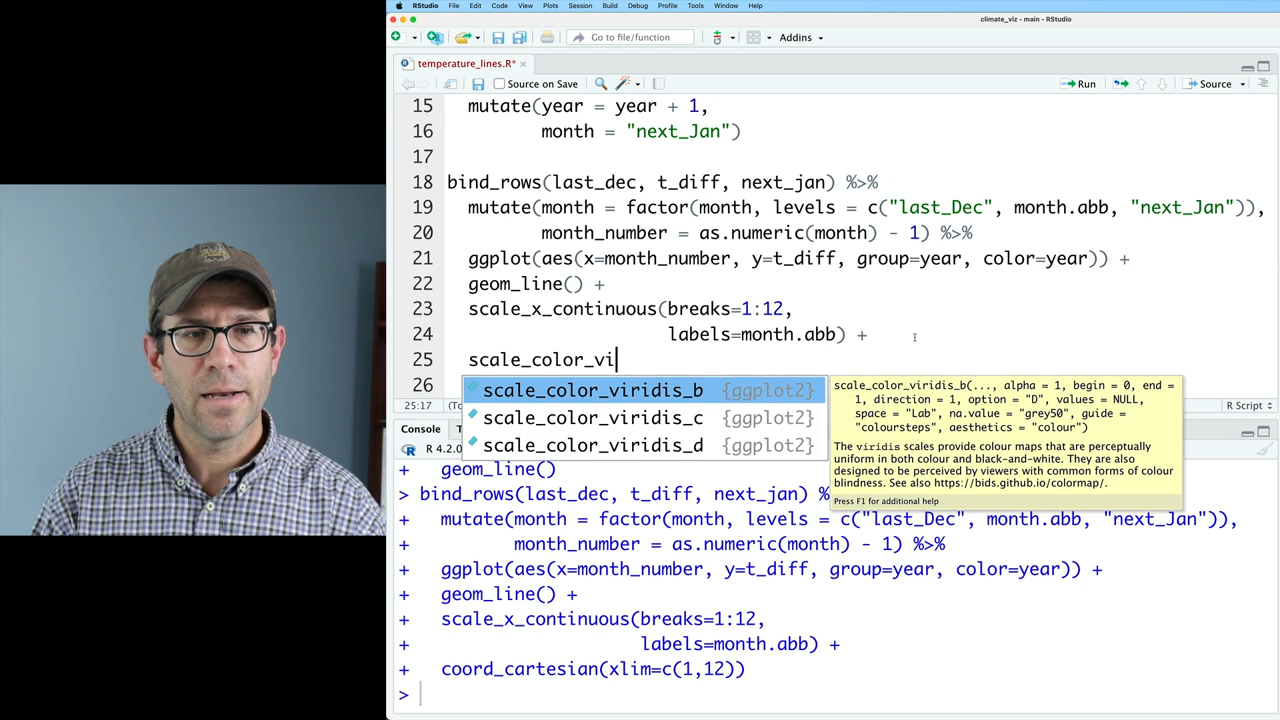 RStudio File Edit Code View Plots Session Build Debug Profile Tools Window Help
climate_viz - main - RStudio
Go to file/function Addins
temperature_lines.R*
Source on Save Run Source
15 mutate(year = year + 1,
16 month = "next_Jan")
17
18 bind_rows(last_dec, t_diff, next_jan) %>%
19 mutate(month = factor(month, levels = c("last_Dec", month.abb, "next_Jan")),
20 month_number = as.numeric(month) - 1) %>%
21 ggplot(aes(x=month_number, y=t_diff, group=year, color=year)) +
22 geom_line() +
23 scale_x_continuous(breaks=1:12,
24 labels=month.abb) +
25 scale_color_vi
26
scale_color_viridis_b {ggplot2}
scale_color_viridis_c {ggplot2}
scale_color_viridis_d {ggplot2}
scale_color_viridis_b(..., alpha = 1, begin = 0, end =
1, direction = 1, option = "D", values = NULL,
space = "Lab", na.value = "grey50", guide =
"coloursteps", aesthetics = "colour")
The viridis scales provide colour maps that are perceptually
uniform in both colour and black-and-white. They are also
designed to be perceived by viewers with common forms of colour
blindness. See also https://bids.github.io/colormap/.
Press F1 for additional help
25:17 (To R Script
Console T
R 4.2.0
+ geom_line()
> bind_rows(last_dec, t_diff, next_jan) %
+ mutate(month = factor(month, levels = c("last_Dec", month.abb, "next_Jan")),
+ month_number = as.numeric(month) - 1) %>%
+ ggplot(aes(x=month_number, y=t_diff, group=year, color=year)) +
+ geom_line() +
+ scale_x_continuous(breaks=1:12,
+ labels=month.abb) +
+ coord_cartesian(xlim=c(1,12))
>